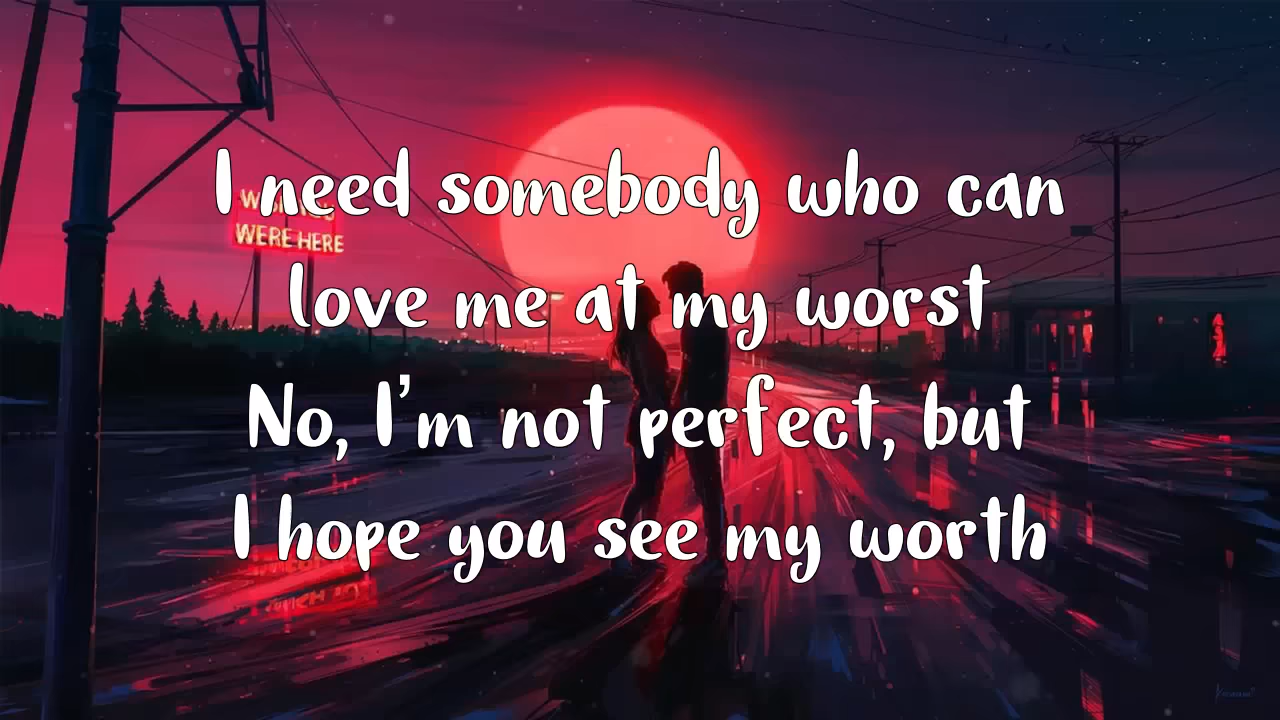 I need somebody who can
love me at my worst
No, I'm not perfect, but
I hope you see my worth
WERE HERE